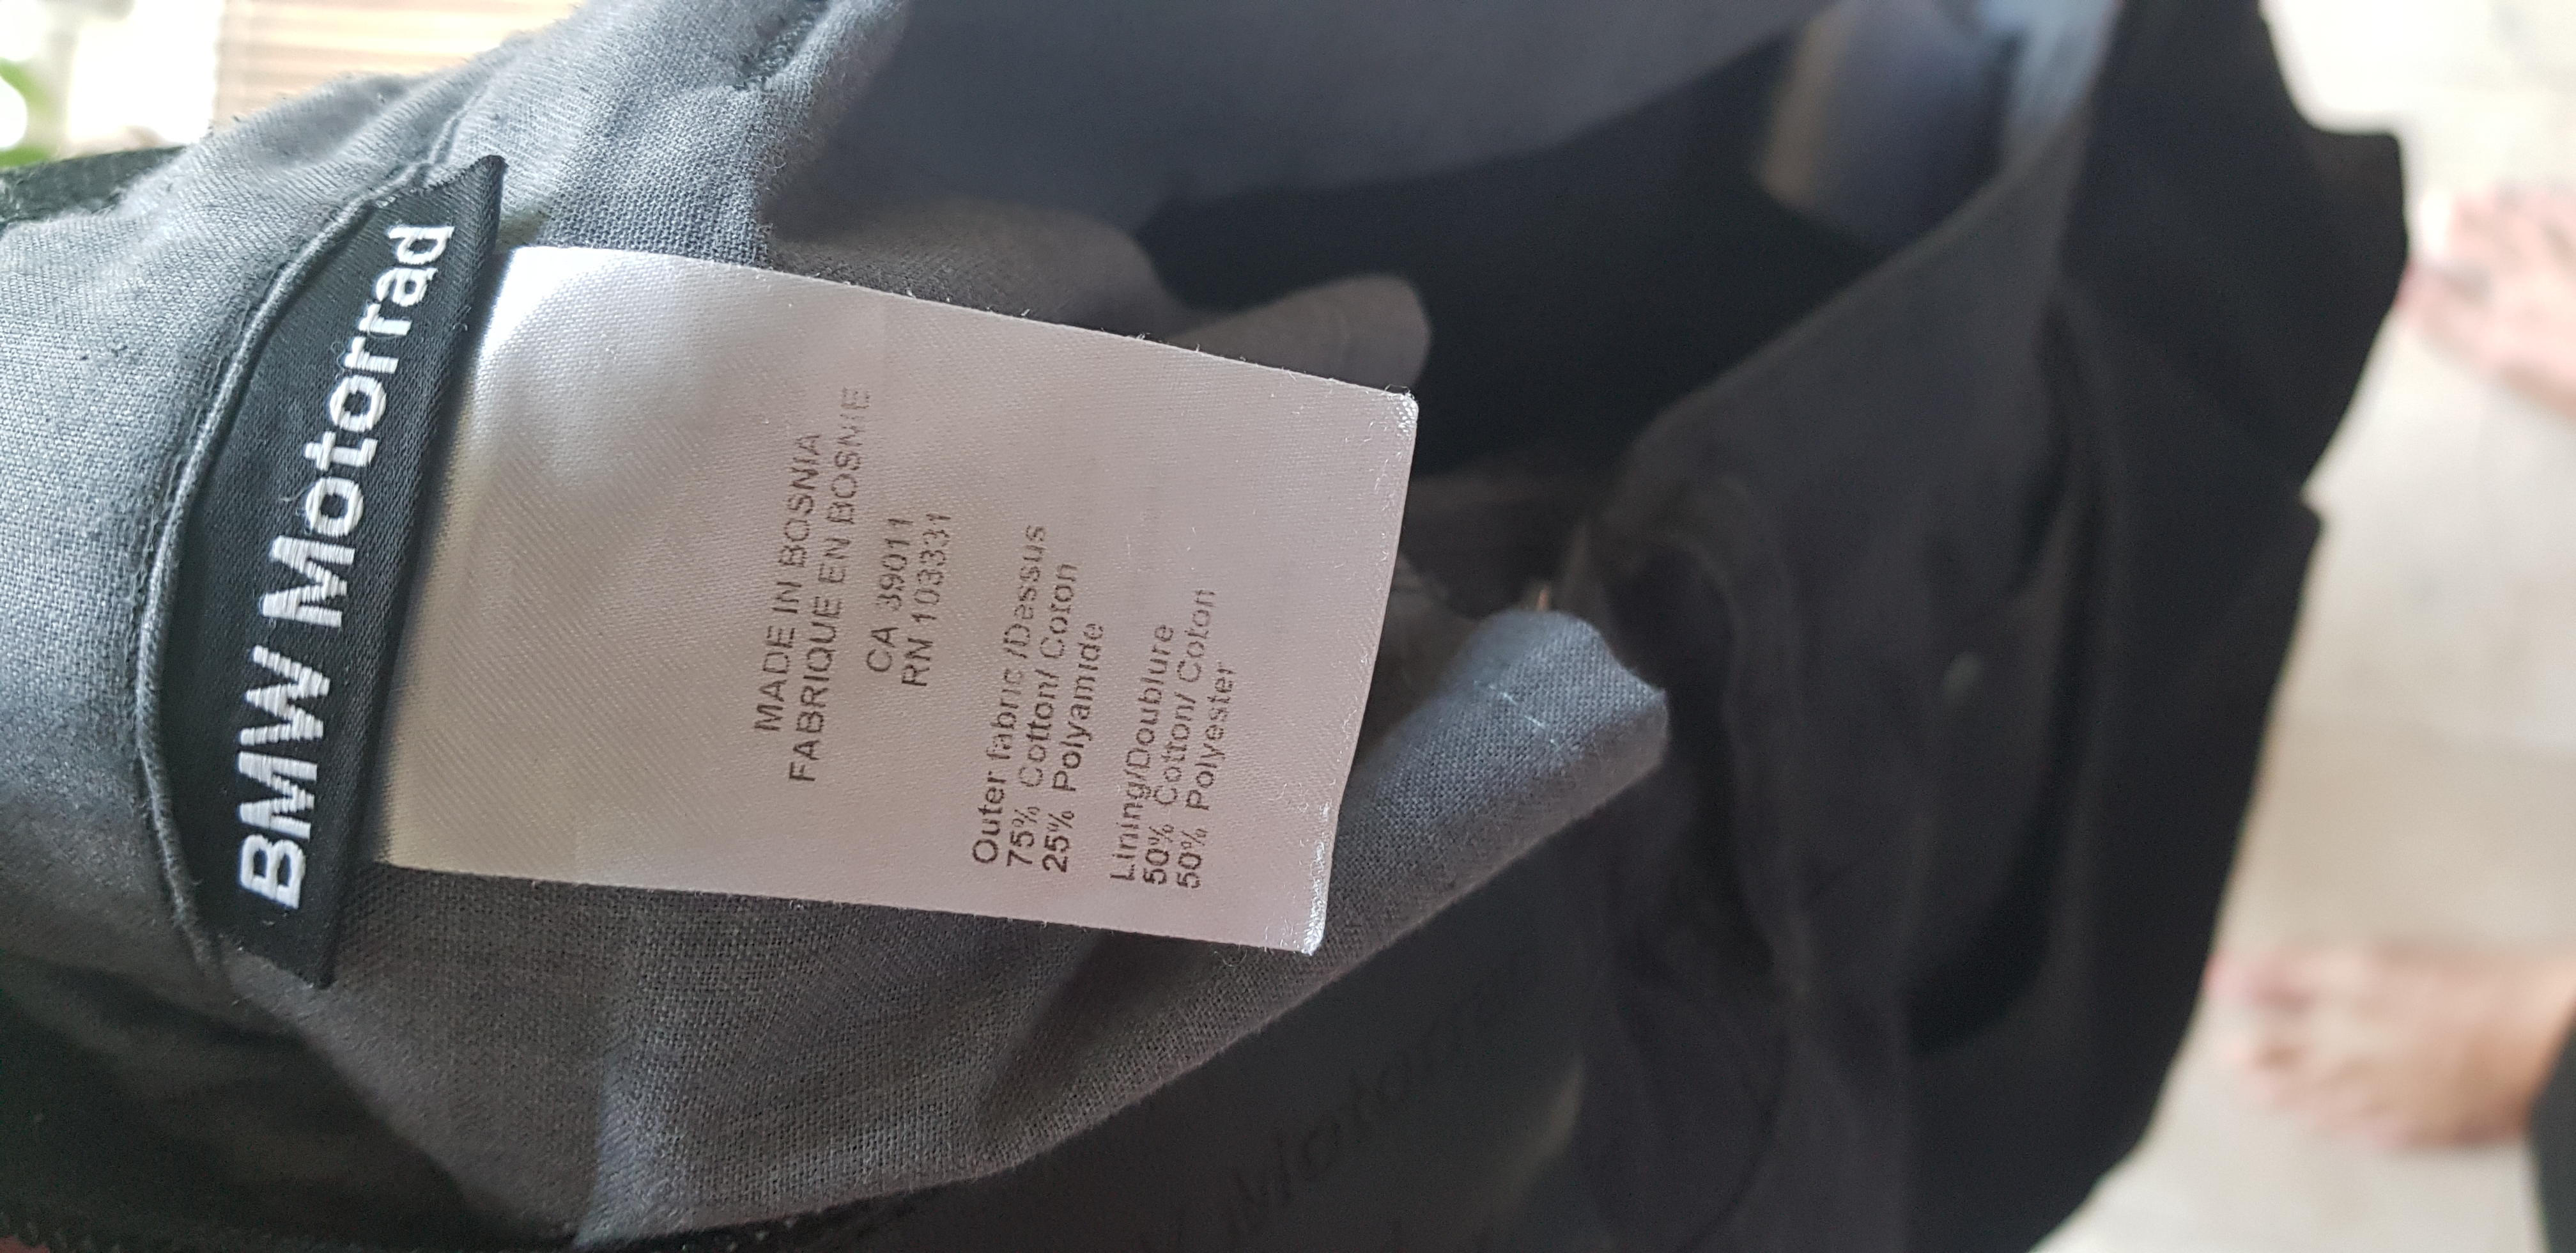 BMW Motorrad
MADE IN BOSNIA
FABRIQUE EN BOSNIE
CA 39011
RN 103331
Outer fabric /Dessus
75% Cotton/ Coton
25% Polyamide
Lining/Doublure
50% Cotton/ Coton
50% Polyester